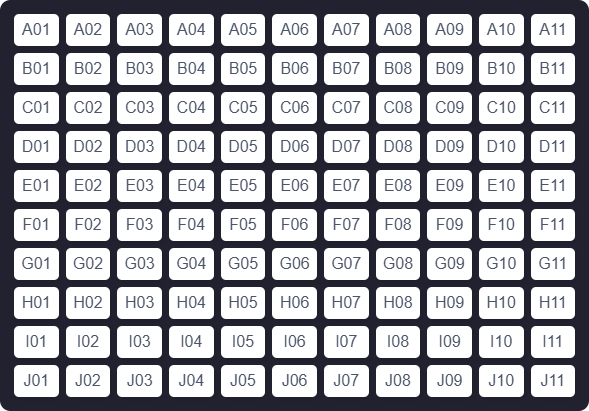 A01 A02 A03 A04 A05 A06 A07 A08 A09 A10 A11
B01 B02 B03 B04 B05 B06 B07 B08 B09 B10 B11
C01 C02 C03 C04 C05 C06 C07 C08 C09 C10 C11
D01 D02 D03 D04 D05 D06 D07 D08 D09 D10 D11
E01 E02 E03 E04 E05 E06 E07 E08 E09 E10 E11
F01 F02 F03 F04 F05 F06 F07 F08 F09 F10 F11
G01 G02 G03 G04 G05 G06 G07 G08 G09 G10 G11
H01 H02 H03 H04 H05 H06 H07 H08 H09 H10 H11
I01 I02 I03 I04 I05 I06 I07 I08 I09 I10 I11
J01 J02 J03 J04 J05 J06 J07 J08 J09 J10 J11